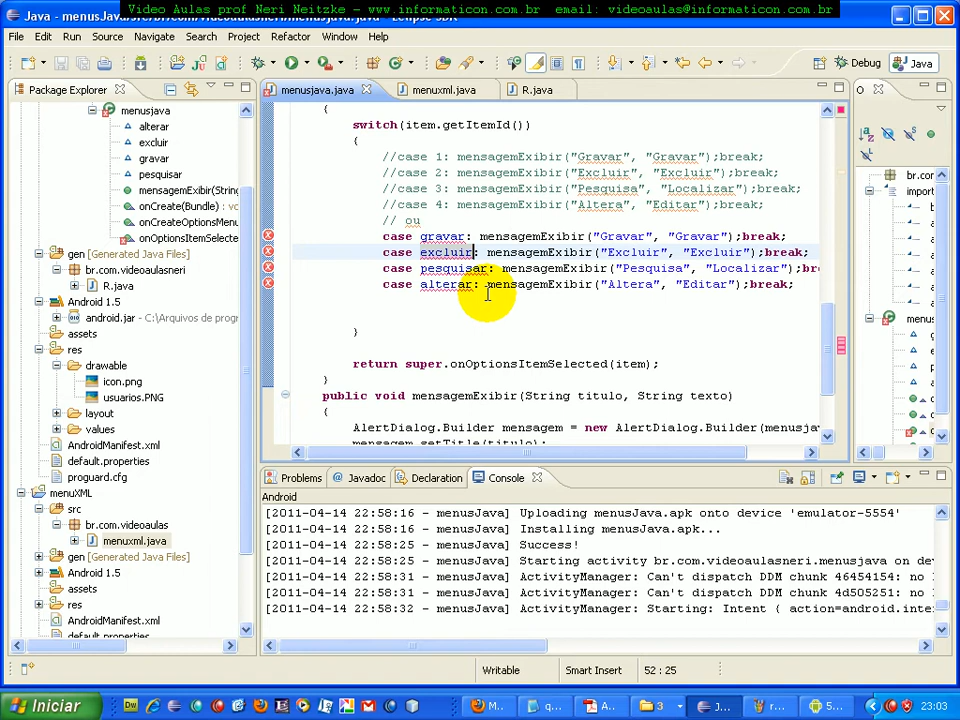 Video Aulas prof Neri Neitzke – www.informaticon.com.br email: videoaulas@informaticon.com.br
File Edit Run Source Navigate Search Project Refactor Window Help
Debug Java
Package Explorer
menusjava.java menuxml.java R.java
O
menusjava
alterar
excluir
gravar
pesquisar
mensagemExibir(String
onCreate(Bundle) : vo
onCreateOptionsMenu
onOptionsItemSelecte
gen [Generated Java Files]
br.com.videoaulasneri
R.java
Android 1.5
android.jar - C:\Arquivos de prog
assets
res
drawable
icon.png
usuarios.PNG
layout
values
AndroidManifest.xml
default.properties
proguard.cfg
menuXML
src
br.com.videoaulas
menuxml.java
gen [Generated Java Files]
Android 1.5
assets
res
AndroidManifest.xml
default.properties
{
switch(item.getItemId())
{
//case 1: mensagemExibir("Gravar", "Gravar");break;
//case 2: mensagemExibir("Excluir", "Excluir");break;
//case 3: mensagemExibir("Pesquisa", "Localizar");break;
//case 4: mensagemExibir("Altera", "Editar");break;
// ou
case gravar: mensagemExibir("Gravar", "Gravar");break;
case excluir: mensagemExibir("Excluir", "Excluir");break;
case pesquisar: mensagemExibir("Pesquisa", "Localizar");bre
case alterar: mensagemExibir("Altera", "Editar");break;
}
return super.onOptionsItemSelected(item);
}
public void mensagemExibir(String titulo, String texto)
{
AlertDialog.Builder mensagem = new AlertDialog.Builder(menusja
mensagem.setTitle(titulo);
br.con
import
menus
Problems Javadoc Declaration Console
Android
[2011-04-14 22:58:16 - menusJava] Uploading menusJava.apk onto device 'emulator-5554'
[2011-04-14 22:58:16 - menusJava] Installing menusJava.apk...
[2011-04-14 22:58:25 - menusJava] Success!
[2011-04-14 22:58:25 - menusJava] Starting activity br.com.videoaulasneri.menusjava on dev
[2011-04-14 22:58:31 - menusJava] ActivityManager: Can't dispatch DDM chunk 46454154: no h
[2011-04-14 22:58:31 - menusJava] ActivityManager: Can't dispatch DDM chunk 4d505251: no h
[2011-04-14 22:58:32 - menusJava] ActivityManager: Starting: Intent { action=android.inte
Writable Smart Insert 52 : 25
Iniciar M... q... A... 3 J... r... 5... 23:03